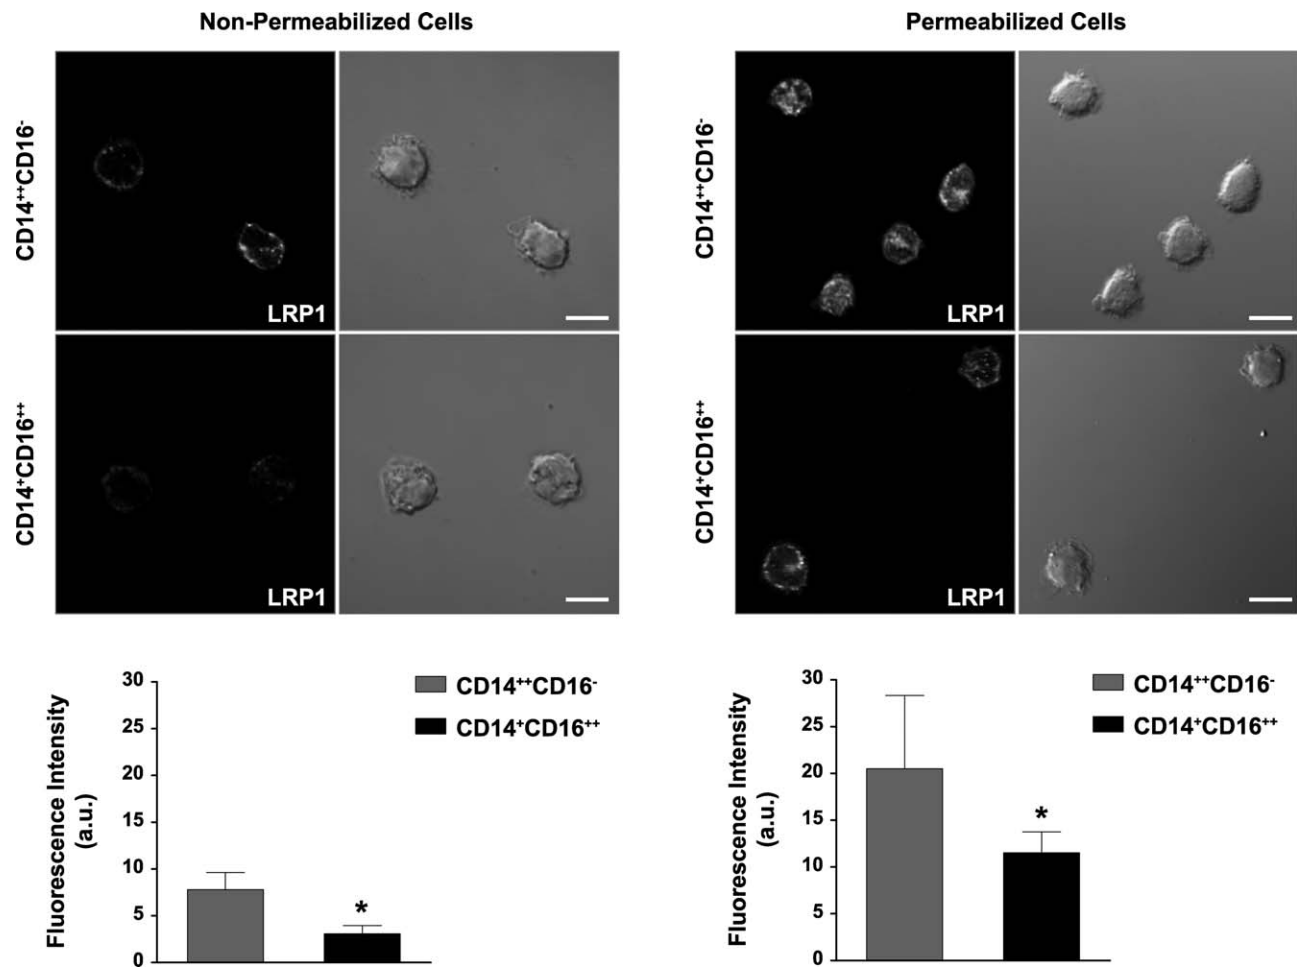 Non-Permeabilized Cells
Permeabilized Cells
CD14⁺⁺CD16⁻
LRP1
CD14⁺⁺CD16⁻
LRP1
CD14⁺CD16⁺⁺
LRP1
CD14⁺CD16⁺⁺
LRP1
Fluorescence Intensity
(a.u.)
30
25
20
15
10
5
0
*
CD14⁺⁺CD16⁻
CD14⁺CD16⁺⁺
Fluorescence Intensity
(a.u.)
30
25
20
15
10
5
0
*
CD14⁺⁺CD16⁻
CD14⁺CD16⁺⁺